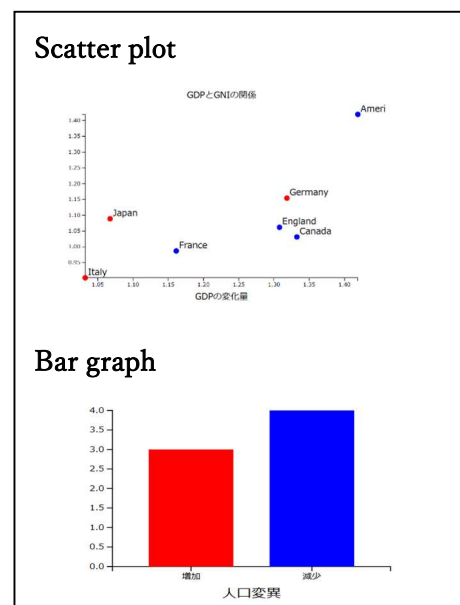 Scatter plot
GDPとGNIの関係
Ameri
1.40
1.35
1.30
1.25
1.20
Germany
1.15
Japan
1.10
England
1.05
Canada
France
1.00
0.95
Italy
1.05 1.10 1.15 1.20 1.25 1.30 1.35 1.40
GDPの変化量
Bar graph
4.0
3.5
3.0
2.5
2.0
1.5
1.0
0.5
0.0
増加 減少
人口変異